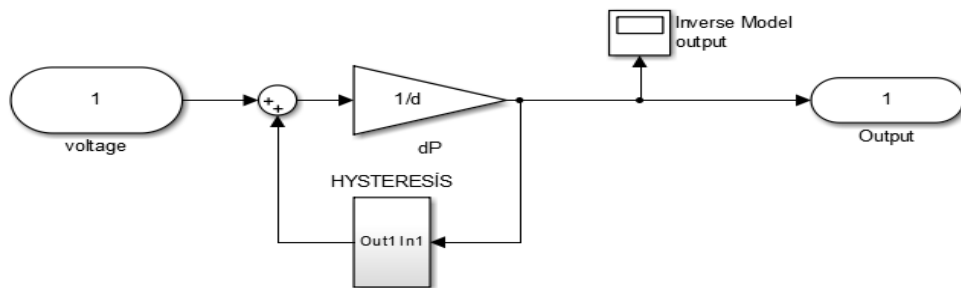 Inverse Model
output
1
voltage
++
1/d
dP
1
Output
HYSTERESİS
Out1 In1